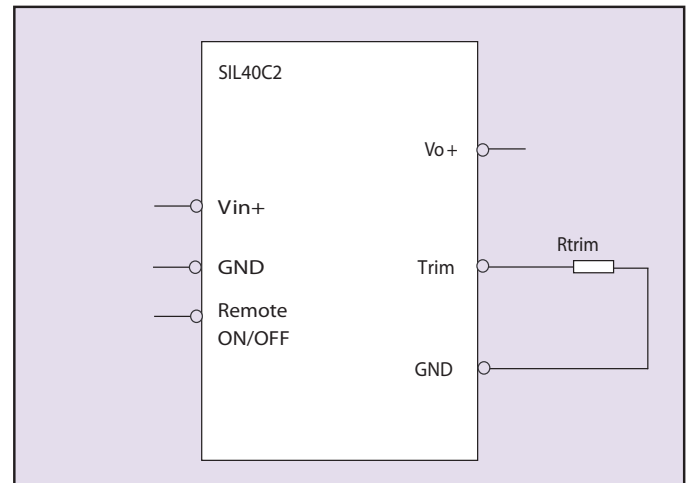 SIL40C2
Vo+
Vin+
Rtrim
GND
Trim
Remote
ON/OFF
GND